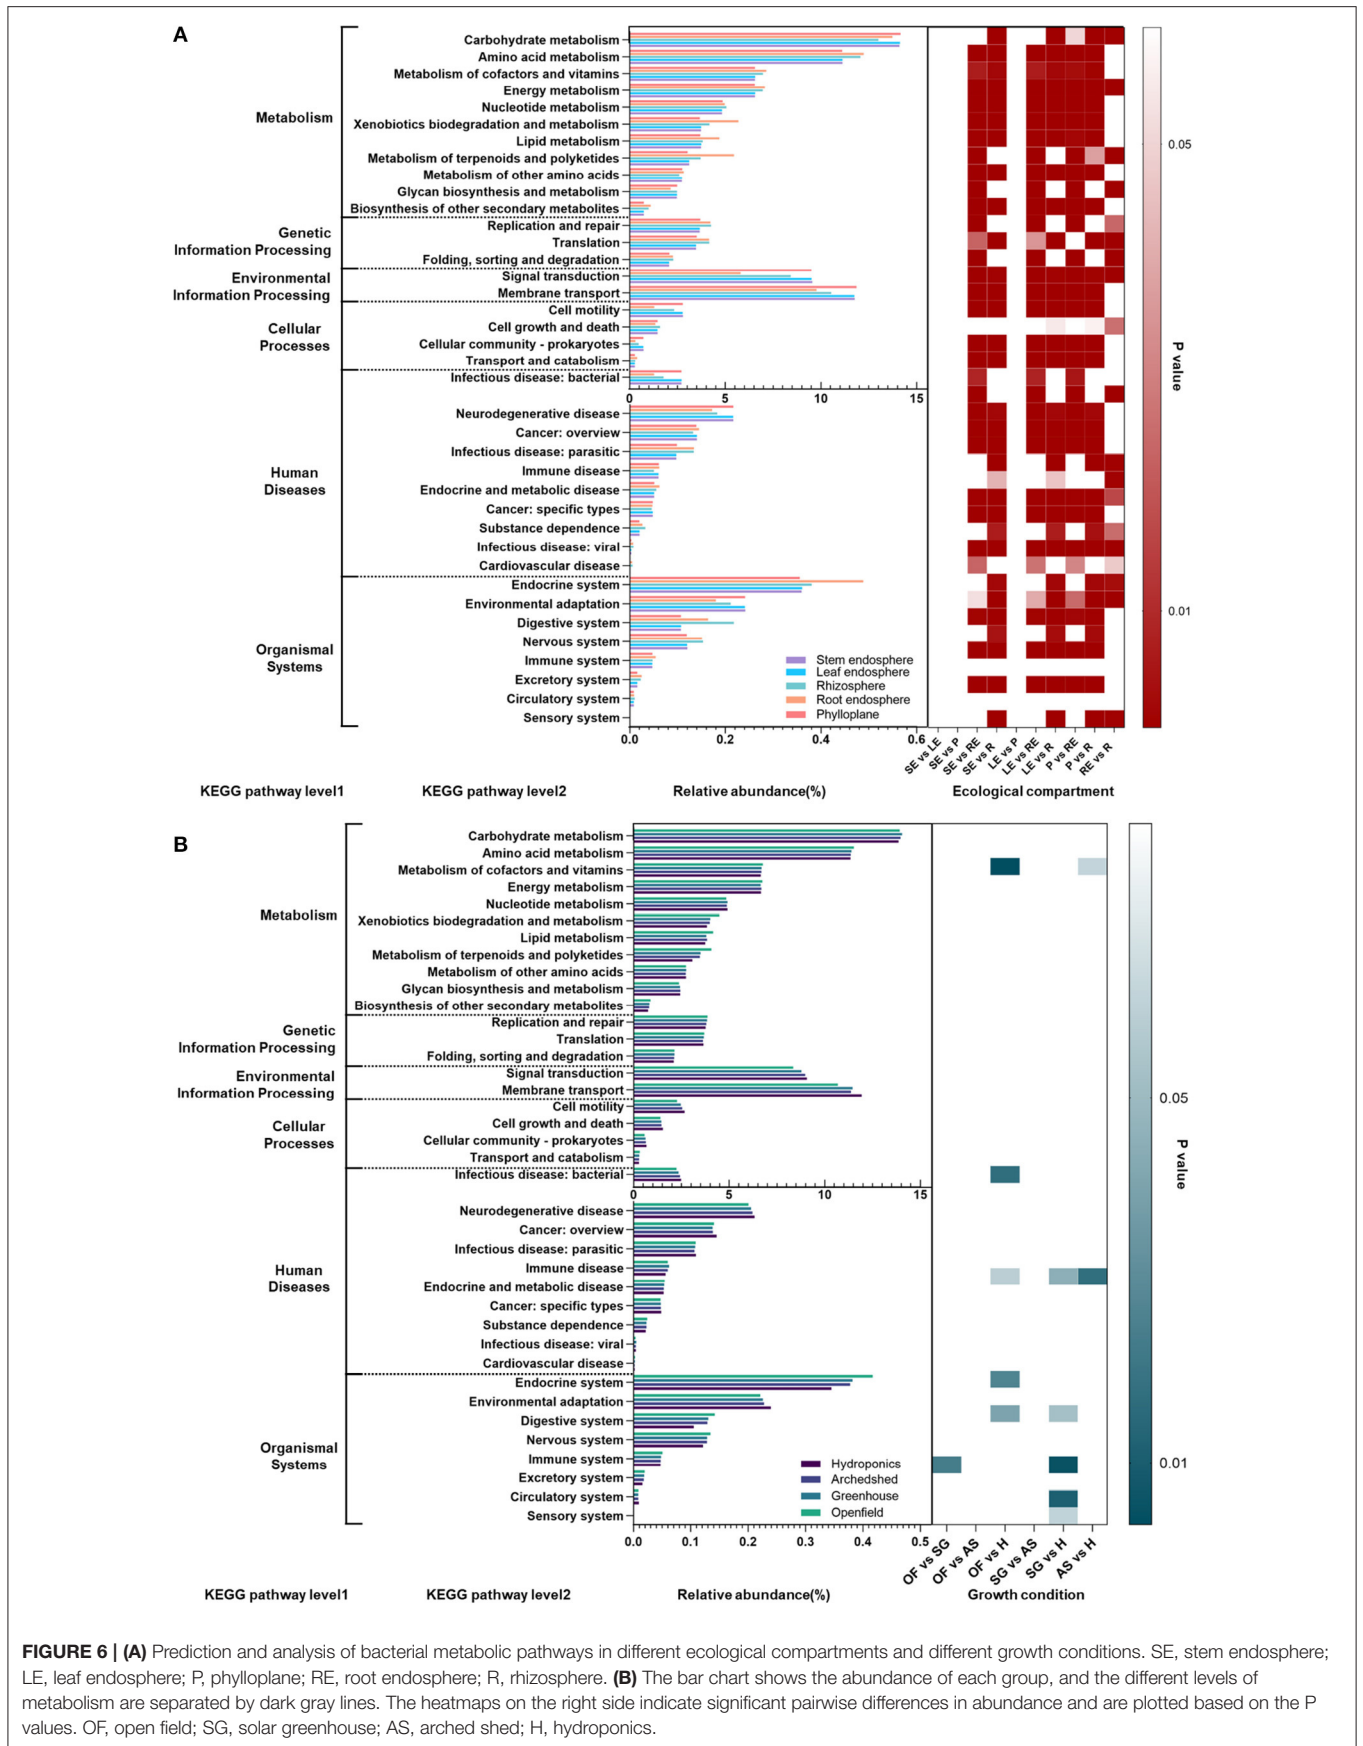 A
Metabolism
Genetic
Information Processing
Environmental
Information Processing
Cellular
Processes
Human
Diseases
Organismal
Systems
Carbohydrate metabolism
Amino acid metabolism
Metabolism of cofactors and vitamins
Energy metabolism
Nucleotide metabolism
Xenobiotics biodegradation and metabolism
Lipid metabolism
Metabolism of terpenoids and polyketides
Metabolism of other amino acids
Glycan biosynthesis and metabolism
Biosynthesis of other secondary metabolites
Replication and repair
Translation
Folding, sorting and degradation
Signal transduction
Membrane transport
Cell motility
Cell growth and death
Cellular community - prokaryotes
Transport and catabolism
Infectious disease: bacterial
0 5 10 15
Neurodegenerative disease
Cancer: overview
Infectious disease: parasitic
Immune disease
Endocrine and metabolic disease
Cancer: specific types
Substance dependence
Infectious disease: viral
Cardiovascular disease
Endocrine system
Environmental adaptation
Digestive system
Nervous system
Immune system
Excretory system
Circulatory system
Sensory system
Stem endosphere
Leaf endosphere
Rhizosphere
Root endosphere
Phylloplane
0.0 0.2 0.4 0.6
SE vs LE
SE vs P
SE vs RE
SE vs R
LE vs P
LE vs RE
LE vs R
P vs RE
P vs R
RE vs R
0.05
P value
0.01
KEGG pathway level1 KEGG pathway level2 Relative abundance(%) Ecological compartment
B
Metabolism
Genetic
Information Processing
Environmental
Information Processing
Cellular
Processes
Human
Diseases
Organismal
Systems
Carbohydrate metabolism
Amino acid metabolism
Metabolism of cofactors and vitamins
Energy metabolism
Nucleotide metabolism
Xenobiotics biodegradation and metabolism
Lipid metabolism
Metabolism of terpenoids and polyketides
Metabolism of other amino acids
Glycan biosynthesis and metabolism
Biosynthesis of other secondary metabolites
Replication and repair
Translation
Folding, sorting and degradation
Signal transduction
Membrane transport
Cell motility
Cell growth and death
Cellular community - prokaryotes
Transport and catabolism
Infectious disease: bacterial
0 5 10 15
Neurodegenerative disease
Cancer: overview
Infectious disease: parasitic
Immune disease
Endocrine and metabolic disease
Cancer: specific types
Substance dependence
Infectious disease: viral
Cardiovascular disease
Endocrine system
Environmental adaptation
Digestive system
Nervous system
Immune system
Excretory system
Circulatory system
Sensory system
Hydroponics
Archedshed
Greenhouse
Openfield
0.0 0.1 0.2 0.3 0.4 0.5
OF vs SG
OF vs AS
OF vs H
SG vs AS
SG vs H
AS vs H
0.05
P value
0.01
KEGG pathway level1 KEGG pathway level2 Relative abundance(%) Growth condition
FIGURE 6 | (A) Prediction and analysis of bacterial metabolic pathways in different ecological compartments and different growth conditions. SE, stem endosphere;
LE, leaf endosphere; P, phylloplane; RE, root endosphere; R, rhizosphere. (B) The bar chart shows the abundance of each group, and the different levels of
metabolism are separated by dark gray lines. The heatmaps on the right side indicate significant pairwise differences in abundance and are plotted based on the P
values. OF, open field; SG, solar greenhouse; AS, arched shed; H, hydroponics.